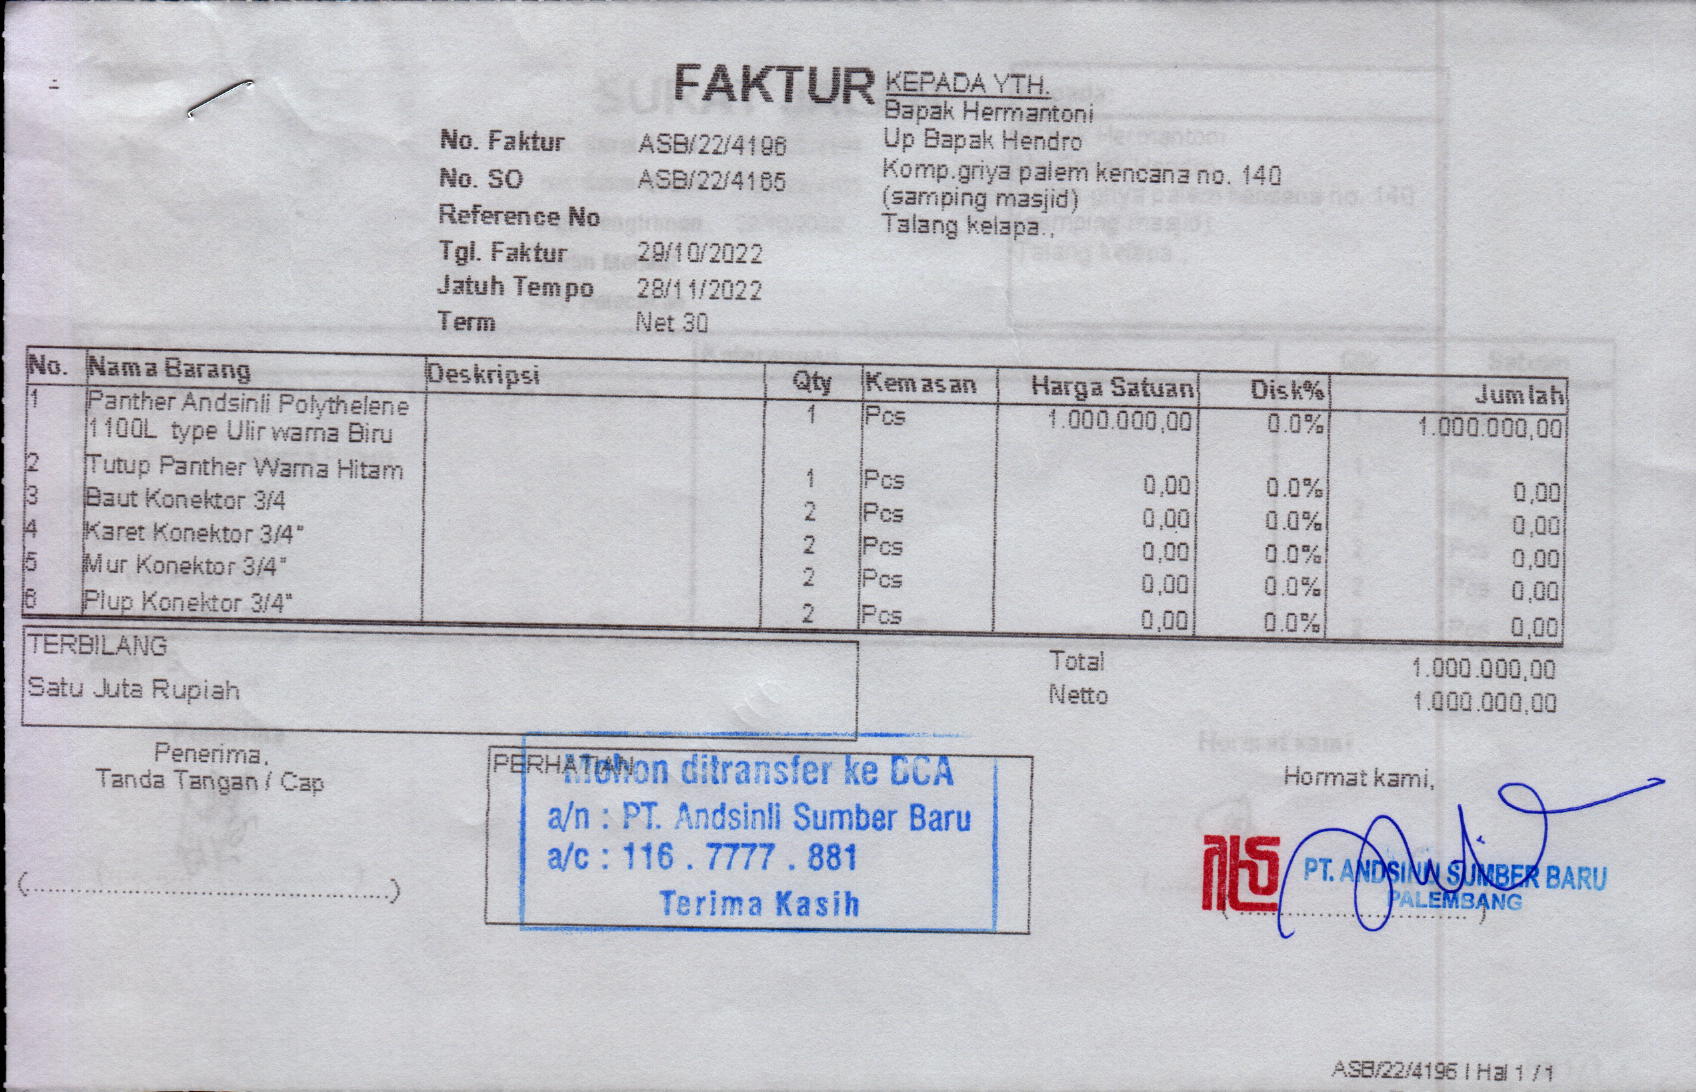 FAKTUR
No. Faktur ASB/22/4196
No. SO ASB/22/4165
Reference No
Tgl. Faktur 29/10/2022
Jatuh Tempo 28/11/2022
Term Net 30
KEPADA YTH.
Bapak Hermantoni
Up Bapak Hendro
Komp.griya palem kencana no. 140
(samping masjid)
Talang kelapa.,
No. Nama Barang Deskripsi Qty Kemasan Harga Satuan Disk% Jumlah
1 Panther Andsinli Polythelene 1 Pcs 1.000.000,00 0.0% 1.000.000,00
1100L type Ulir warna Biru
2 Tutup Panther Warna Hitam 1 Pcs 0,00 0.0% 0,00
3 Baut Konektor 3/4 2 Pcs 0,00 0.0% 0,00
4 Karet Konektor 3/4" 2 Pcs 0,00 0.0% 0,00
5 Mur Konektor 3/4" 2 Pcs 0,00 0.0% 0,00
6 Plup Konektor 3/4" 2 Pcs 0,00 0.0% 0,00
TERBILANG
Satu Juta Rupiah
Total 1.000.000,00
Netto 1.000.000,00
Penerima,
Tanda Tangan / Cap
(....................................................)
PERHATIAN
Mohon ditransfer ke BCA
a/n : PT. Andsinli Sumber Baru
a/c : 116 . 7777 . 881
Terima Kasih
Hormat kami,
PT. ANDSINLI SUMBER BARU
PALEMBANG
ASB/22/4196 | Hal 1 / 1